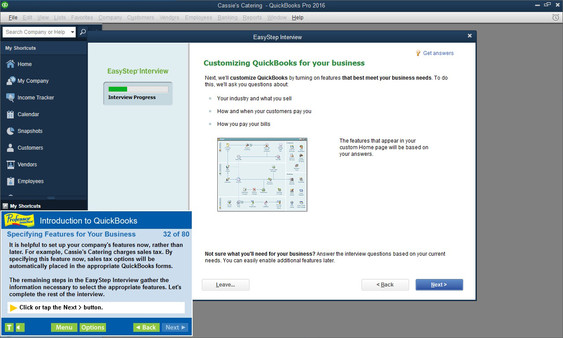 Cassie's Catering - QuickBooks Pro 2016
File Edit View Lists Favorites Company Customers Vendors Employees Banking Reports Window Help
Search Company or Help
My Shortcuts
Home
My Company
Income Tracker
Calendar
Snapshots
Customers
Vendors
Employees
My Shortcuts
EasyStep Interview
EasyStep Interview
Interview Progress
Get answers
Customizing QuickBooks for your business
Next, we'll customize QuickBooks by turning on features that best meet your business needs. To do
this, we'll ask you questions about:
Your industry and what you sell
How and when your customers pay you
How you pay your bills
The features that appear in your
custom Home page will be based on
your answers.
Not sure what you'll need for your business? Answer the interview questions based on your current
needs. You can easily enable additional features later.
Leave...
< Back
Next >
Professor
Introduction to QuickBooks
Specifying Features for Your Business 32 of 80
It is helpful to set up your company's features now, rather
than later. For example, Cassie's Catering charges sales tax. By
specifying this feature now, sales tax options will be
automatically placed in the appropriate QuickBooks forms.
The remaining steps in the EasyStep Interview gather the
information necessary to select the appropriate features. Let's
complete the rest of the interview.
Click or tap the Next > button.
T
Menu
Options
Back
Next